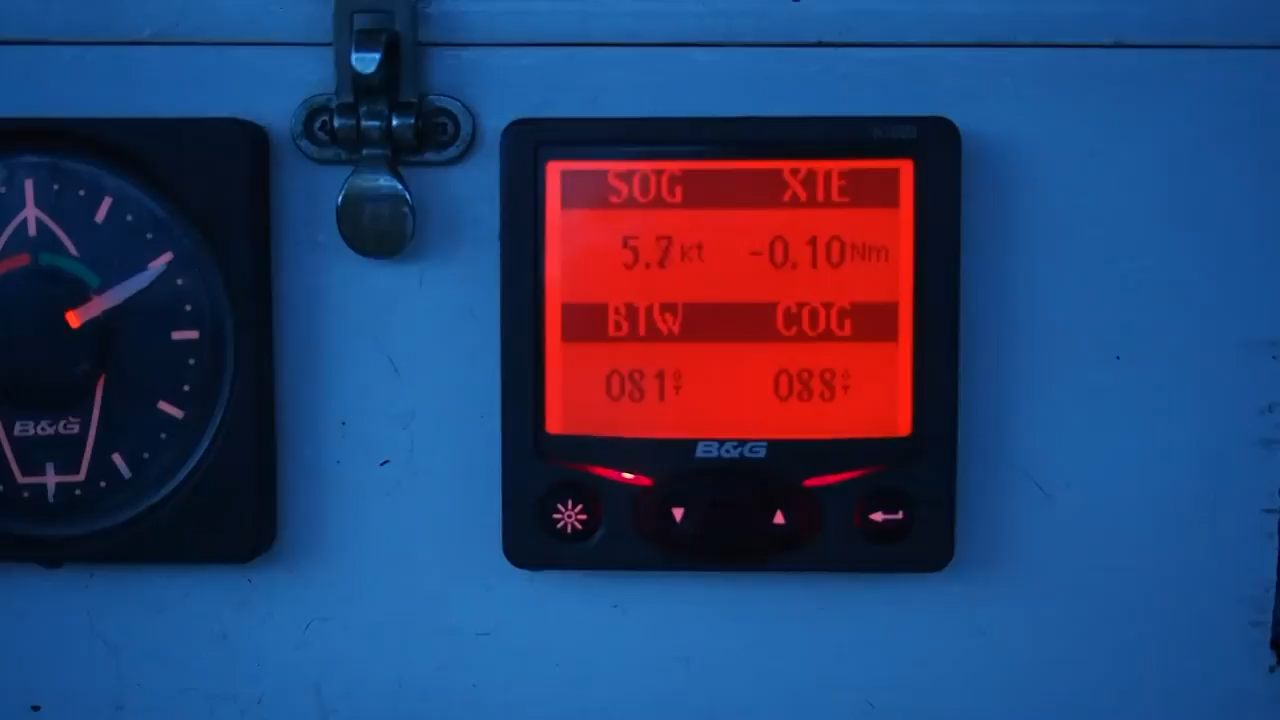 SOG XTE
5.7 kt -0.10 Nm
BTW COG
081°T 088°T
B&G
B&G